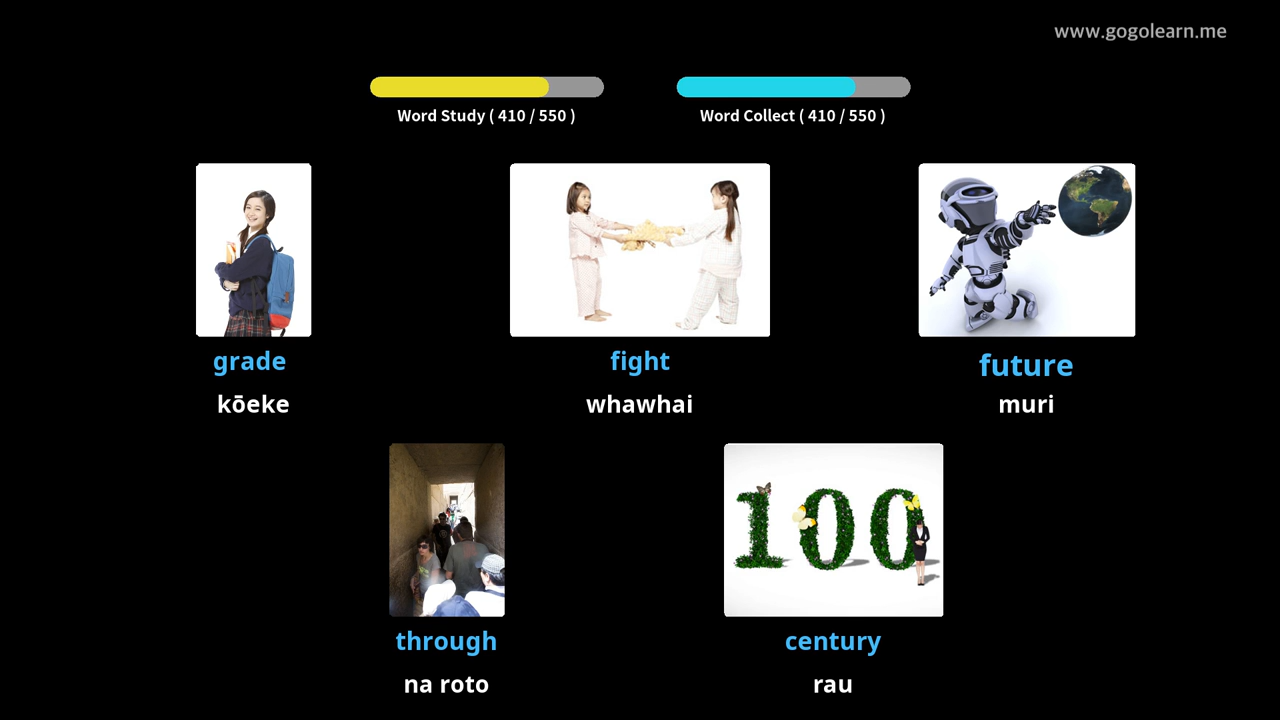 www.gogolearn.me
Word Study ( 410 / 550 )
Word Collect ( 410 / 550 )
grade
kōeke
fight
whawhai
future
muri
through
na roto
century
rau
100